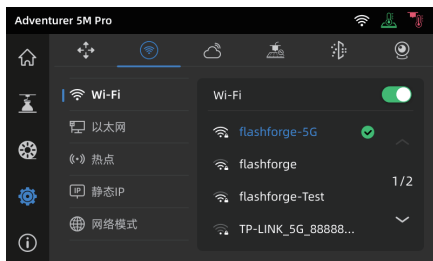 Adventurer 5M Pro
Wi-Fi
以太网
热点
IP 静态IP
网络模式
Wi-Fi
flashforge-5G
flashforge
flashforge-Test
TP-LINK_5G_88888...
1/2